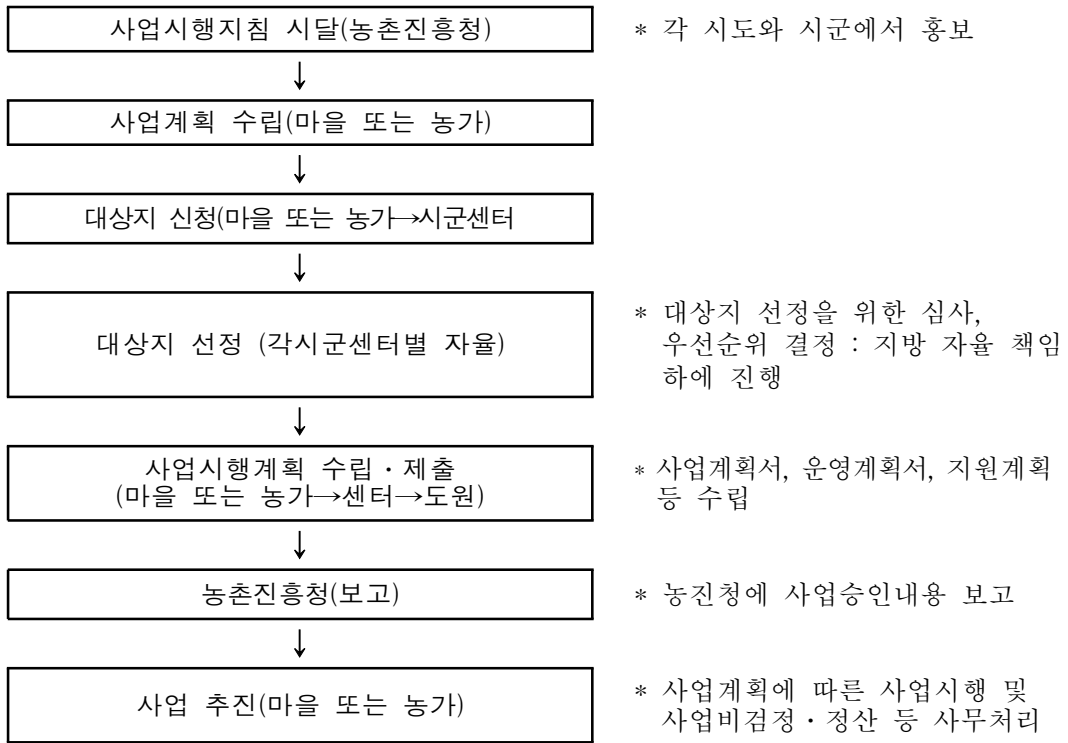 사업시행지침 시달(농촌진흥청)
* 각 시도와 시군에서 홍보
↓
사업계획 수립(마을 또는 농가)
↓
대상지 신청(마을 또는 농가→시군센터
↓
대상지 선정 (각시군센터별 자율)
* 대상지 선정을 위한 심사,
우선순위 결정 : 지방 자율 책임
하에 진행
↓
사업시행계획 수립・제출
(마을 또는 농가→센터→도원)
* 사업계획서, 운영계획서, 지원계획
등 수립
↓
농촌진흥청(보고)
* 농진청에 사업승인내용 보고
↓
사업 추진(마을 또는 농가)
* 사업계획에 따른 사업시행 및
사업비검정・정산 등 사무처리